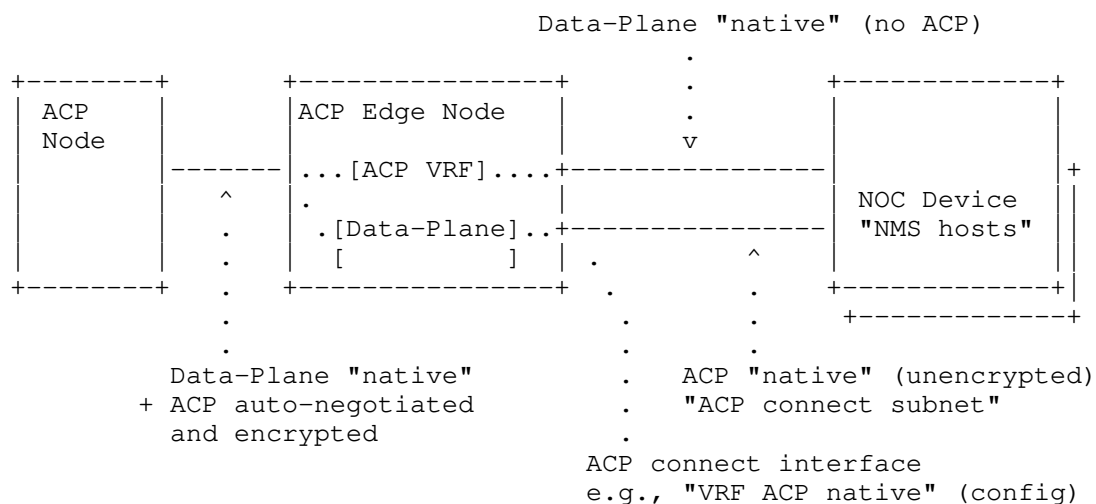 Data-Plane "native" (no ACP)
                             .
+--------+       +----------------+         .        +-------------+
| ACP    |       |ACP Edge Node   |         .        |             |
| Node   |       |                |         v        |             |
|        |-------|...[ACP VRF]....+----------------|             |+
|        |   ^   |.               |                  | NOC Device  ||
|        |   .   | .[Data-Plane]..+----------------| "NMS hosts" ||
|        |   .   |  [          ]  | .         ^      |             ||
+--------+   .   +----------------+  .        .      +-------------+|
             .                        .       .       +-------------+
             .                        .       .
Data-Plane "native" . ACP "native" (unencrypted)
+ ACP auto-negotiated . "ACP connect subnet"
and encrypted .
ACP connect interface
e.g., "VRF ACP native" (config)